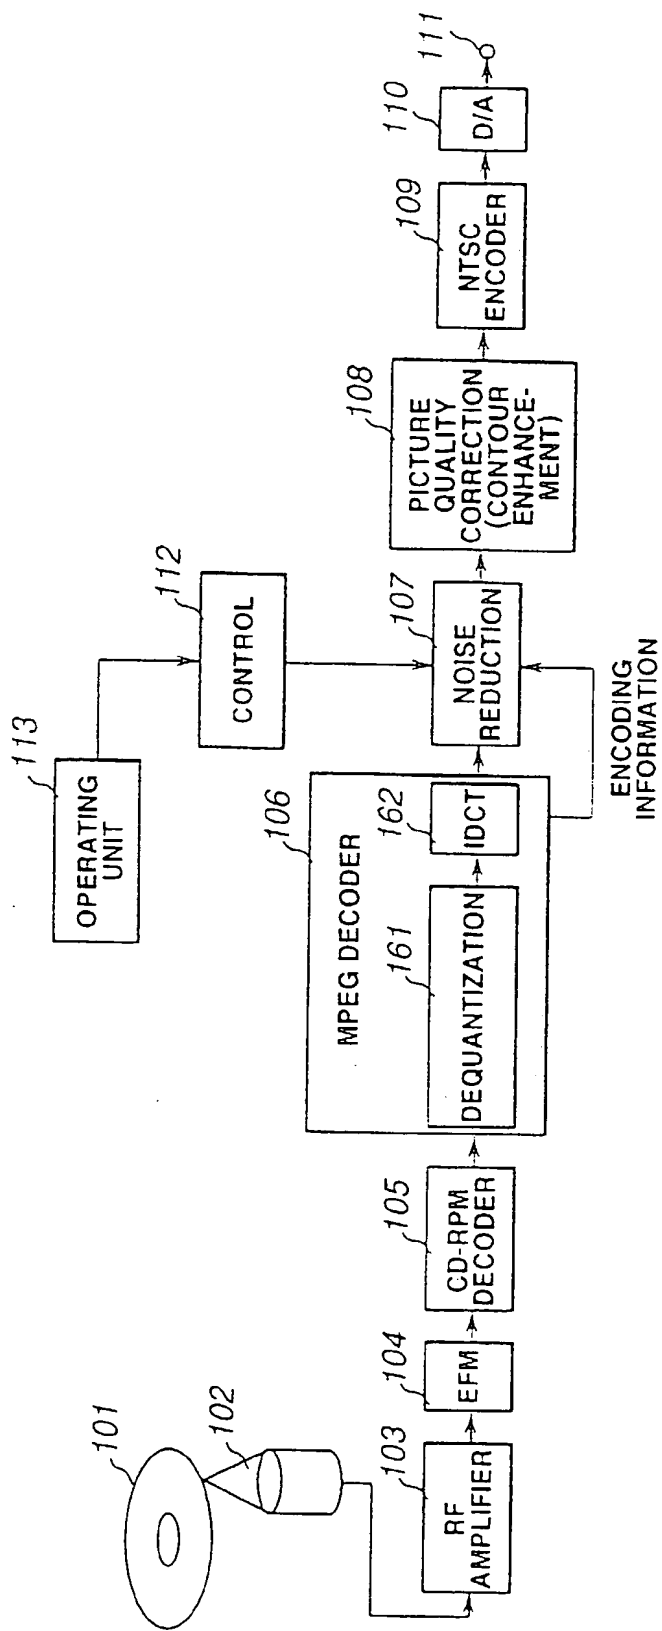 101
102
103
RF
AMPLIFIER
104
EFM
105
CD-RPM
DECODER
106
MPEG DECODER
161
DEQUANTIZATION
162
IDCT
ENCODING
INFORMATION
113
OPERATING
UNIT
112
CONTROL
107
NOISE
REDUCTION
108
PICTURE
QUALITY
CORRECTION
(CONTOUR
ENHANCE-
MENT)
109
NTSC
ENCODER
110
D/A
111